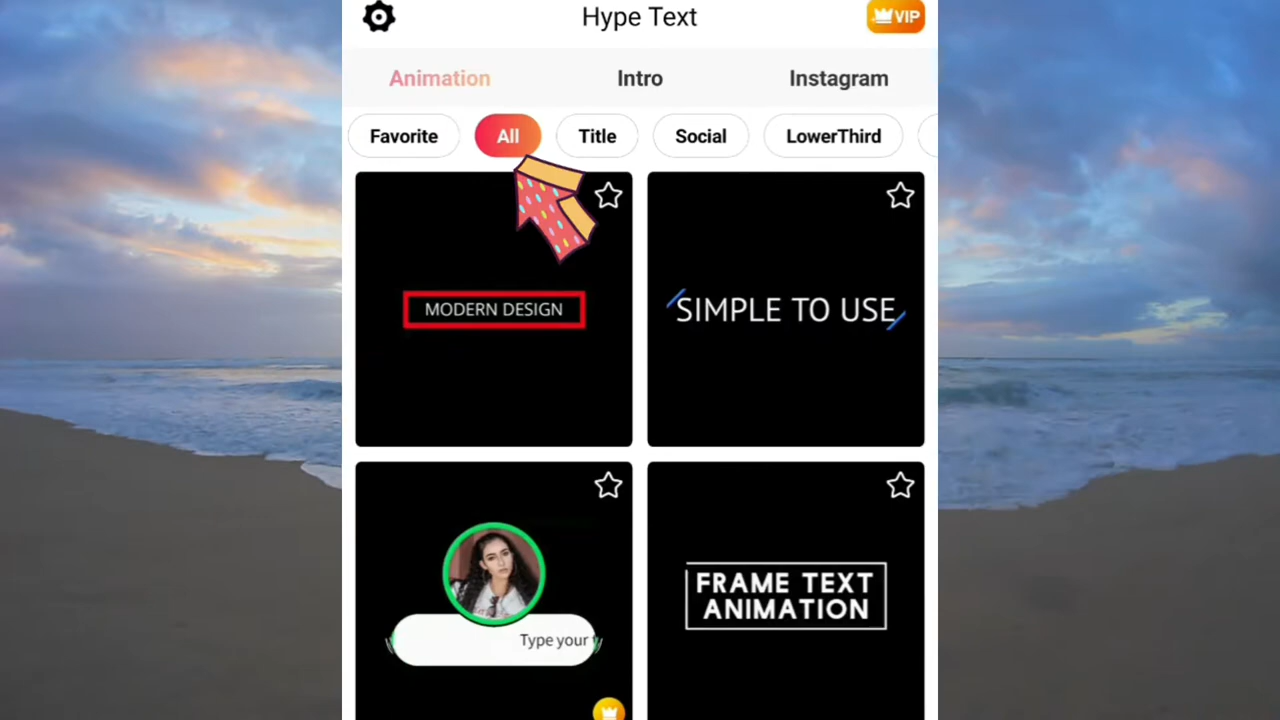 Hype Text
VIP
Animation Intro Instagram
Favorite All Title Social LowerThird
MODERN DESIGN
SIMPLE TO USE
Type your
FRAME TEXT
ANIMATION